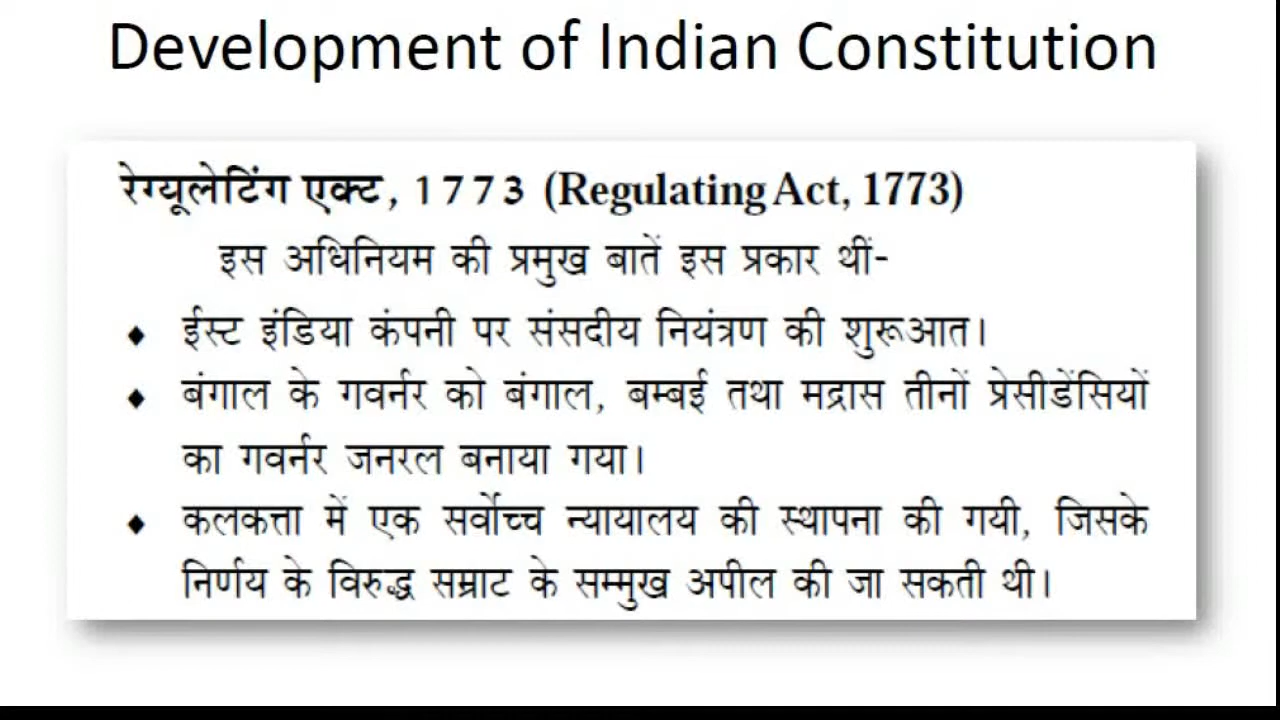 Development of Indian Constitution
रेग्यूलेटिंग एक्ट, 1773 (Regulating Act, 1773)
इस अधिनियम की प्रमुख बातें इस प्रकार थीं-
♦ ईस्ट इंडिया कंपनी पर संसदीय नियंत्रण की शुरूआत।
♦ बंगाल के गवर्नर को बंगाल, बम्बई तथा मद्रास तीनों प्रेसीडेंसियों
का गवर्नर जनरल बनाया गया।
♦ कलकत्ता में एक सर्वोच्च न्यायालय की स्थापना की गयी, जिसके
निर्णय के विरुद्ध सम्राट के सम्मुख अपील की जा सकती थी।